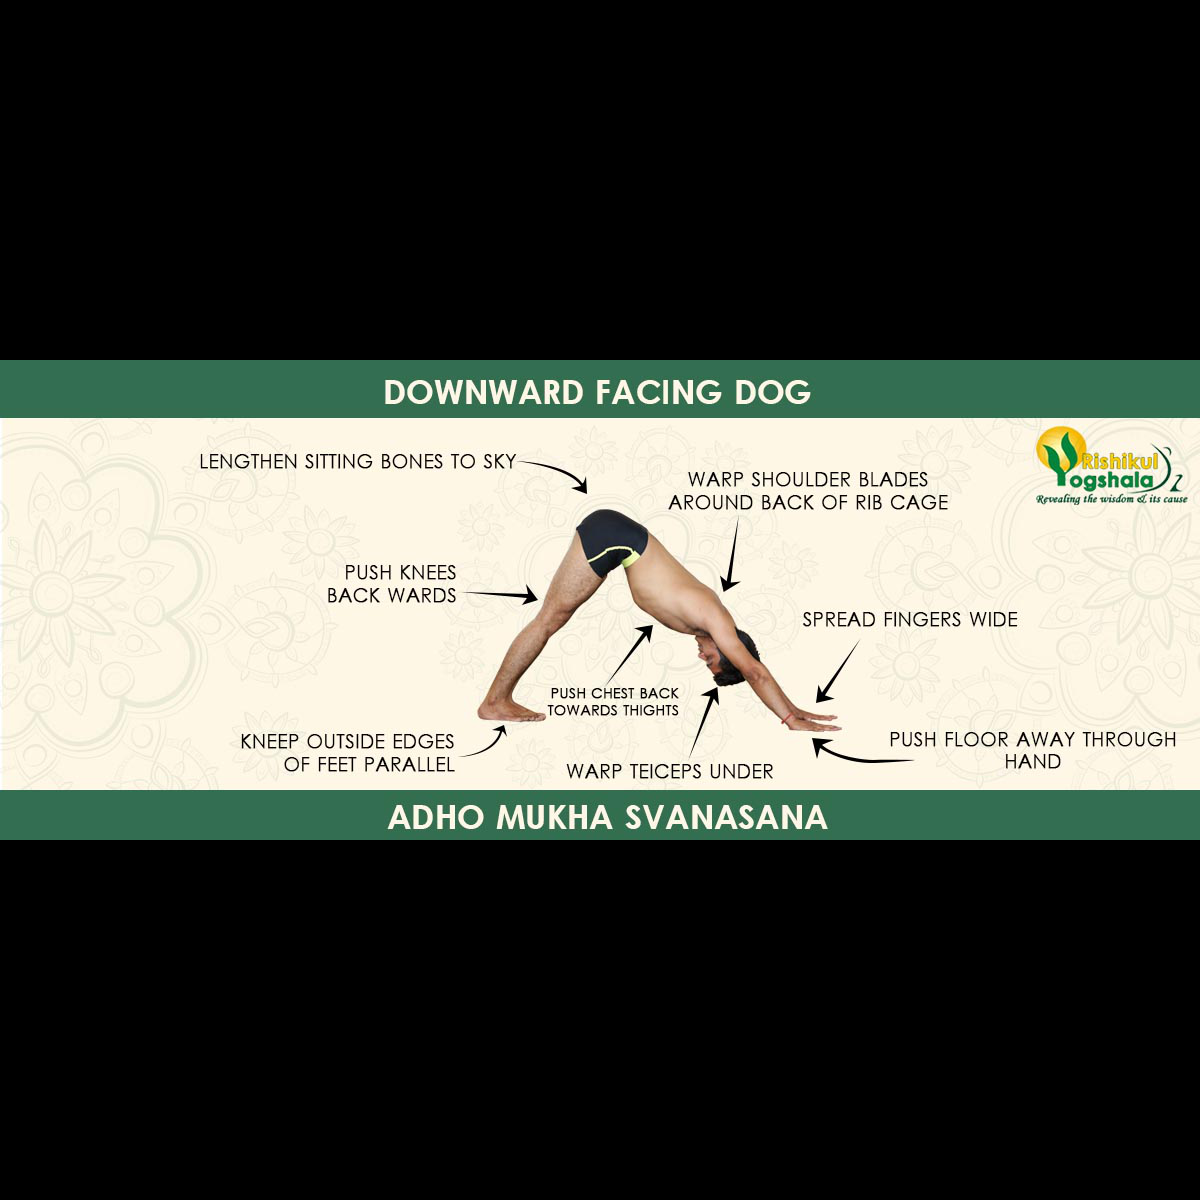 DOWNWARD FACING DOG
LENGTHEN SITTING BONES TO SKY
WARP SHOULDER BLADES
AROUND BACK OF RIB CAGE
Rishikul
Yogshala
Revealing the wisdom & its cause
PUSH KNEES
BACK WARDS
SPREAD FINGERS WIDE
PUSH CHEST BACK
TOWARDS THIGHTS
KNEEP OUTSIDE EDGES
OF FEET PARALLEL
WARP TEICEPS UNDER
PUSH FLOOR AWAY THROUGH
HAND
ADHO MUKHA SVANASANA